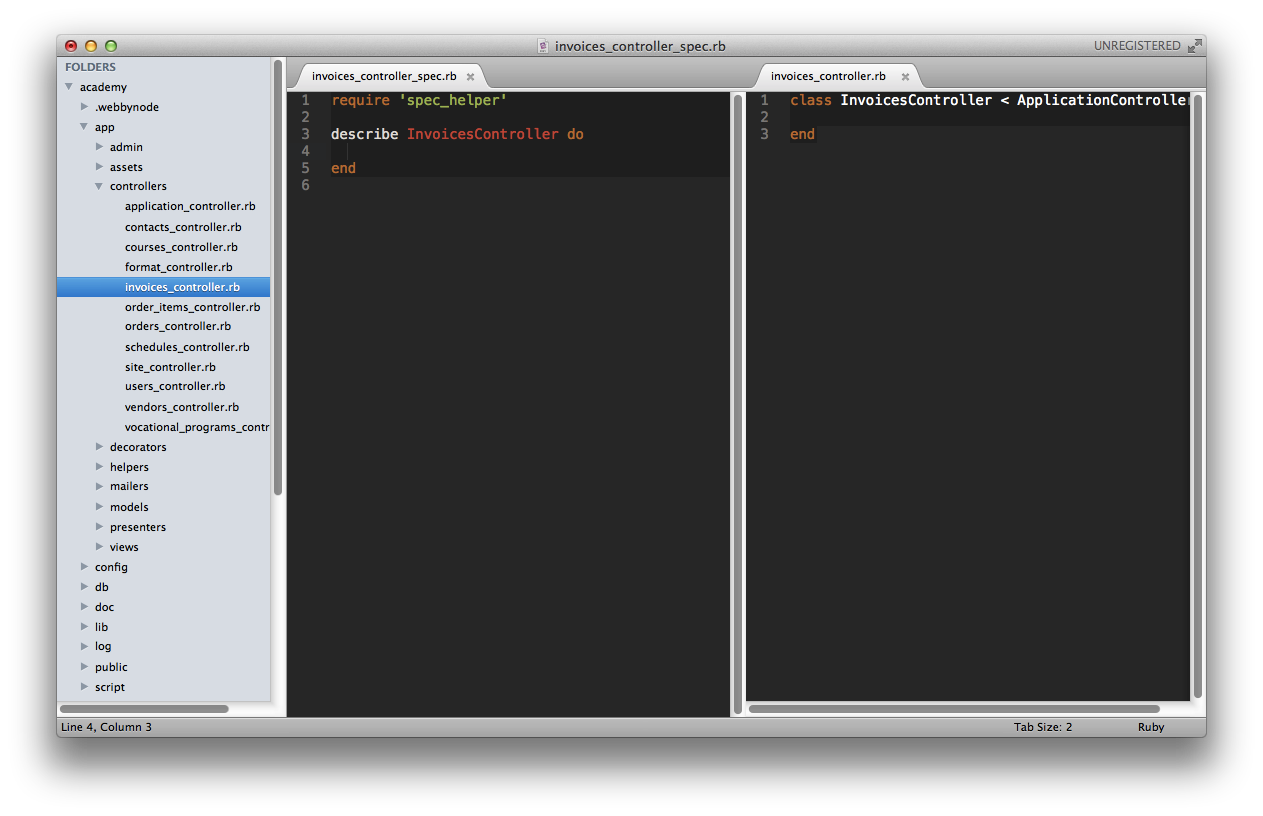 invoices_controller_spec.rb
UNREGISTERED
FOLDERS
academy
.webbynode
app
admin
assets
controllers
application_controller.rb
contacts_controller.rb
courses_controller.rb
format_controller.rb
invoices_controller.rb
order_items_controller.rb
orders_controller.rb
schedules_controller.rb
site_controller.rb
users_controller.rb
vendors_controller.rb
vocational_programs_contr
decorators
helpers
mailers
models
presenters
views
config
db
doc
lib
log
public
script
invoices_controller_spec.rb ×
1 require 'spec_helper'
2
3 describe InvoicesController do
4
5 end
6
invoices_controller.rb ×
1 class InvoicesController < ApplicationController
2
3 end
Line 4, Column 3
Tab Size: 2
Ruby